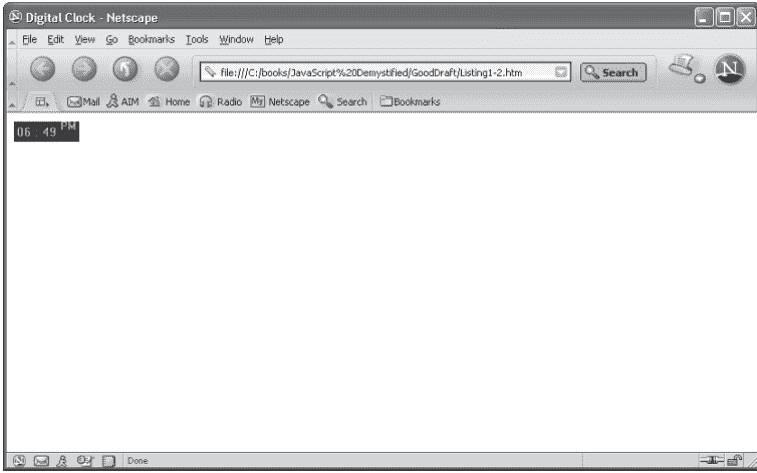 Digital Clock - Netscape
File Edit View Go Bookmarks Tools Window Help
file:///C:/books/JavaScript%20Demystified/GoodDraft/Listing1-2.htm Search N
Mail AIM Home Radio My Netscape Search Bookmarks
06 : 49 PM
Done